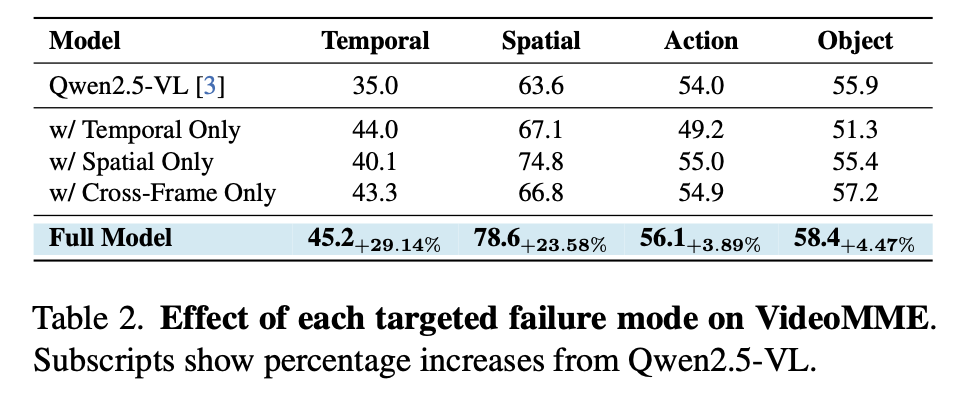 Model Temporal Spatial Action Object
Qwen2.5-VL [3] 35.0 63.6 54.0 55.9
w/ Temporal Only 44.0 67.1 49.2 51.3
w/ Spatial Only 40.1 74.8 55.0 55.4
w/ Cross-Frame Only 43.3 66.8 54.9 57.2
Full Model 45.2+29.14% 78.6+23.58% 56.1+3.89% 58.4+4.47%
Table 2. Effect of each targeted failure mode on VideoMME.
Subscripts show percentage increases from Qwen2.5-VL.